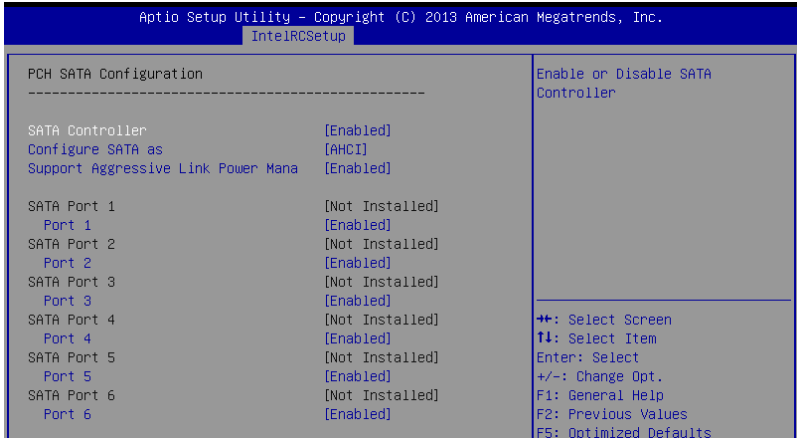 Aptio Setup Utility – Copyright (C) 2013 American Megatrends, Inc.
IntelRCSetup
PCH SATA Configuration
--------------------------------------------------
SATA Controller [Enabled]
Configure SATA as [AHCI]
Support Aggressive Link Power Mana [Enabled]
SATA Port 1 [Not Installed]
Port 1 [Enabled]
SATA Port 2 [Not Installed]
Port 2 [Enabled]
SATA Port 3 [Not Installed]
Port 3 [Enabled]
SATA Port 4 [Not Installed]
Port 4 [Enabled]
SATA Port 5 [Not Installed]
Port 5 [Enabled]
SATA Port 6 [Not Installed]
Port 6 [Enabled]
Enable or Disable SATA
Controller
→←: Select Screen
↑↓: Select Item
Enter: Select
+/-: Change Opt.
F1: General Help
F2: Previous Values
F5: Optimized Defaults